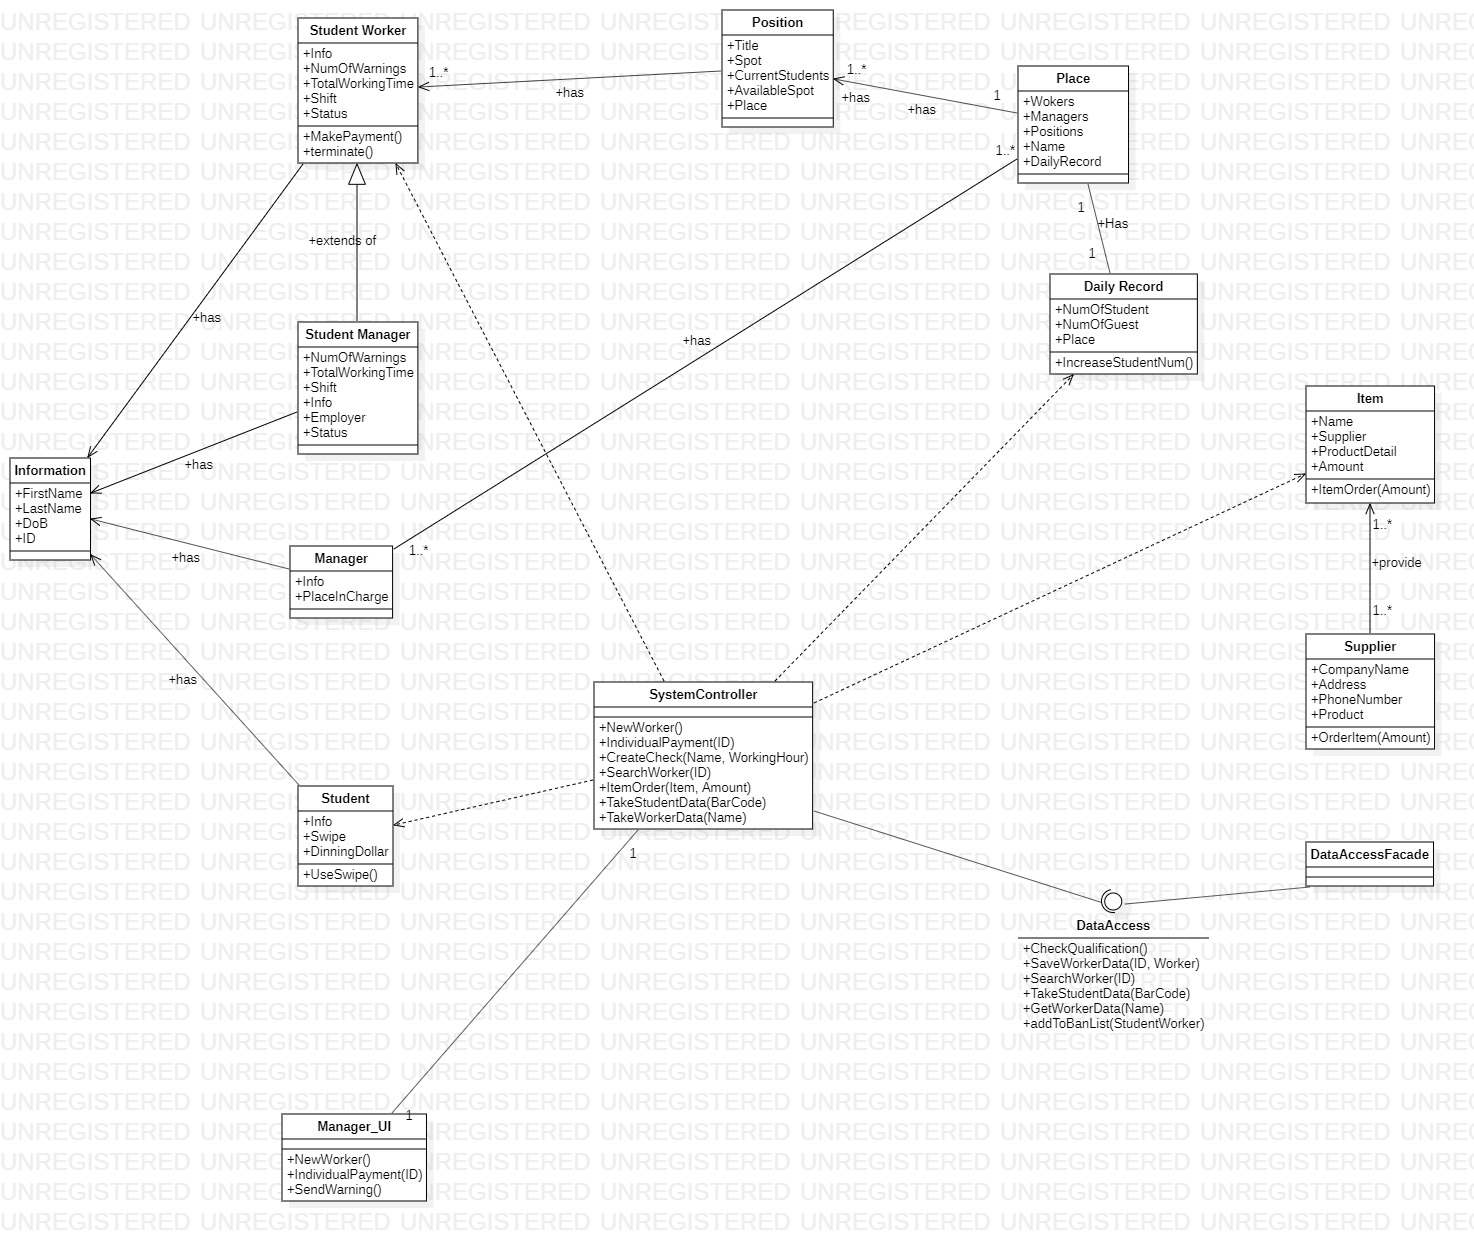 Student Worker
+Info
+NumOfWarnings
+TotalWorkingTime
+Shift
+Status
+MakePayment()
+terminate()
1..*
+has
Position
+Title
+Spot
+CurrentStudents
+AvailableSpot
+Place
1..*
+has
+has
1
Place
+Wokers
+Managers
+Positions
+Name
+DailyRecord
1..*
1
+Has
1
Daily Record
+NumOfStudent
+NumOfGuest
+Place
+IncreaseStudentNum()
+extends of
+has
+has
Student Manager
+NumOfWarnings
+TotalWorkingTime
+Shift
+Info
+Employer
+Status
+has
Information
+FirstName
+LastName
+DoB
+ID
+has
Manager
+Info
+PlaceInCharge
1..*
Item
+Name
+Supplier
+ProductDetail
+Amount
+ItemOrder(Amount)
1..*
+provide
1..*
Supplier
+CompanyName
+Address
+PhoneNumber
+Product
+OrderItem(Amount)
+has
SystemController
+NewWorker()
+IndividualPayment(ID)
+CreateCheck(Name, WorkingHour)
+SearchWorker(ID)
+ItemOrder(Item, Amount)
+TakeStudentData(BarCode)
+TakeWorkerData(Name)
1
Student
+Info
+Swipe
+DinningDollar
+UseSwipe()
DataAccessFacade
DataAccess
+CheckQualification()
+SaveWorkerData(ID, Worker)
+SearchWorker(ID)
+TakeStudentData(BarCode)
+GetWorkerData(Name)
+addToBanList(StudentWorker)
1
Manager_UI
+NewWorker()
+IndividualPayment(ID)
+SendWarning()
UNREGISTERED